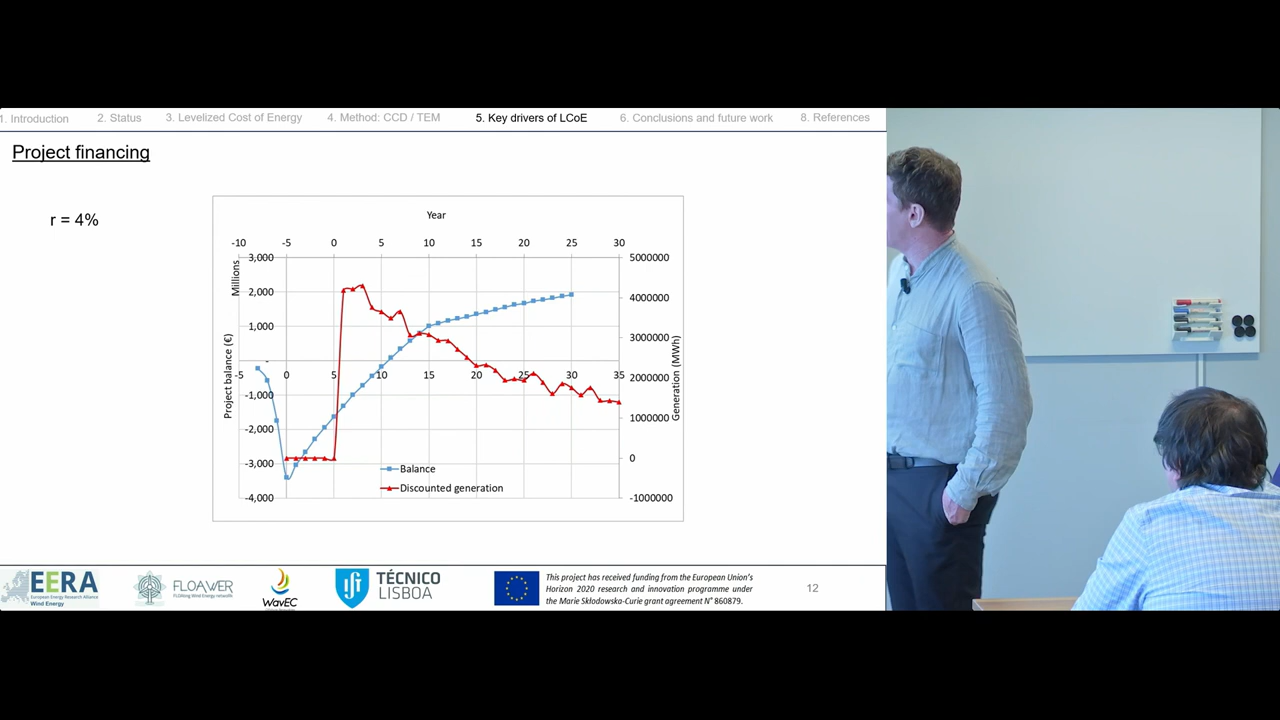 1. Introduction 2. Status 3. Levelized Cost of Energy 4. Method: CCD / TEM 5. Key drivers of LCoE 6. Conclusions and future work 8. References
Project financing
r = 4%
Year
-10 -5 0 5 10 15 20 25 30
Millions
Project balance (€)
3,000
2,000
1,000
-
-1,000
-2,000
-3,000
-4,000
-5 0 5 10 15 20 25 30 35
5000000
4000000
3000000
2000000
1000000
0
-1000000
Generation (MWh)
Balance
Discounted generation
EERA
European Energy Research Alliance
Wind Energy
FLOAWER
FLOating Wind Energy netwoRk
WavEC
TÉCNICO
LISBOA
This project has received funding from the European Union's
Horizon 2020 research and innovation programme under
the Marie Skłodowska-Curie grant agreement N° 860879.
12